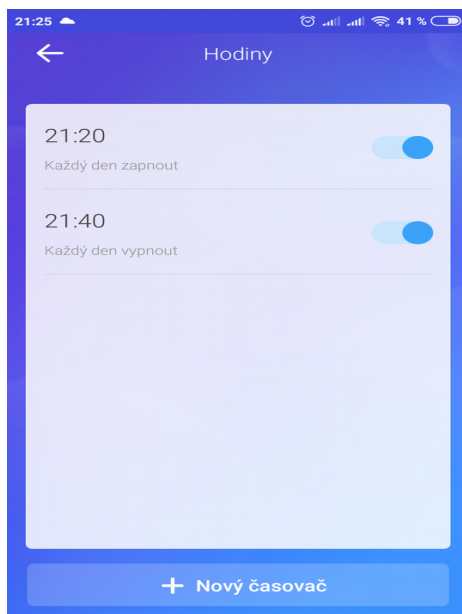 21:25 41 %
Hodiny
21:20
Každý den zapnout
21:40
Každý den vypnout
+ Nový časovač